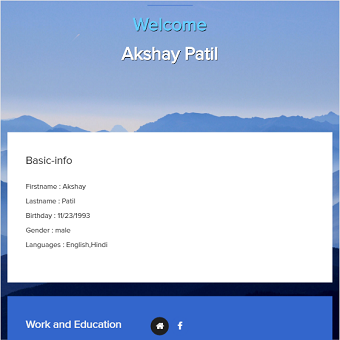 Welcome
Akshay Patil
Basic-info
Firstname : Akshay
Lastname : Patil
Birthday : 11/23/1993
Gender ; male
Languages : English,Hindi
Work and Education